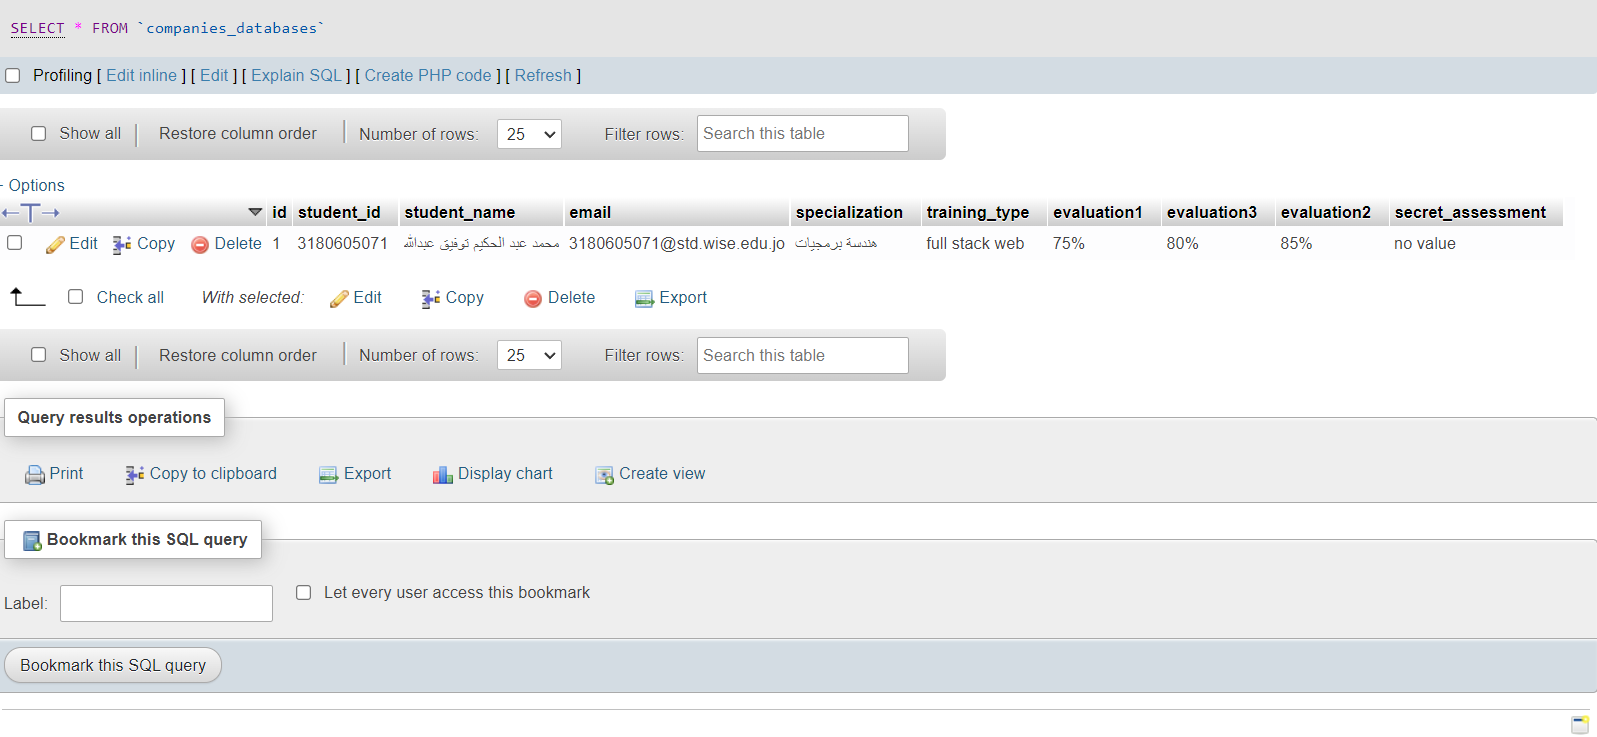 SELECT * FROM `companies_databases`
Profiling [ Edit inline ] [ Edit ] [ Explain SQL ] [ Create PHP code ] [ Refresh ]
Show all Restore column order Number of rows: 25 Filter rows: Search this table
Options
id student_id student_name email specialization training_type evaluation1 evaluation3 evaluation2 secret_assessment
Edit Copy Delete 1 3180605071 محمد عبد الحكيم توفيق عبدالله 3180605071@std.wise.edu.jo هندسة برمجيات full stack web 75% 80% 85% no value
Check all With selected: Edit Copy Delete Export
Show all Restore column order Number of rows: 25 Filter rows: Search this table
Query results operations
Print Copy to clipboard Export Display chart Create view
Bookmark this SQL query
Label: Let every user access this bookmark
Bookmark this SQL query